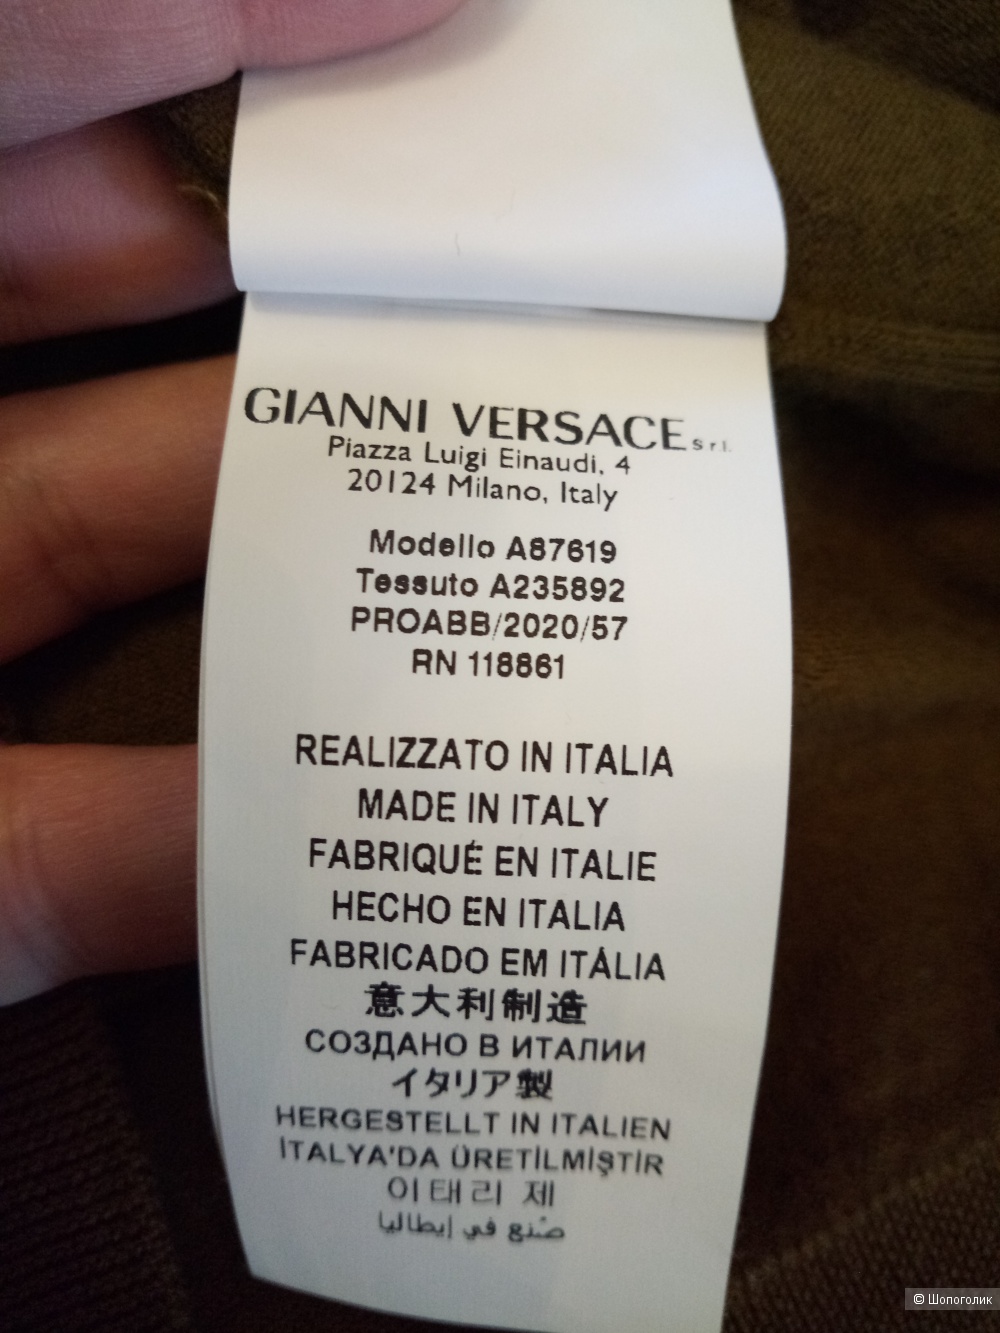 GIANNI VERSACE s.r.l.
Piazza Luigi Einaudi, 4
20124 Milano, Italy
Modello A87619
Tessuto A235892
PROABB/2020/57
RN 118861
REALIZZATO IN ITALIA
MADE IN ITALY
FABRIQUÉ EN ITALIE
HECHO EN ITALIA
FABRICADO EM ITÁLIA
意大利制造
СОЗДАНО В ИТАЛИИ
イタリア製
HERGESTELLT IN ITALIEN
İTALYA'DA ÜRETİLMİŞTİR
이태리 제
صُنع في إيطاليا
© Шопоголик